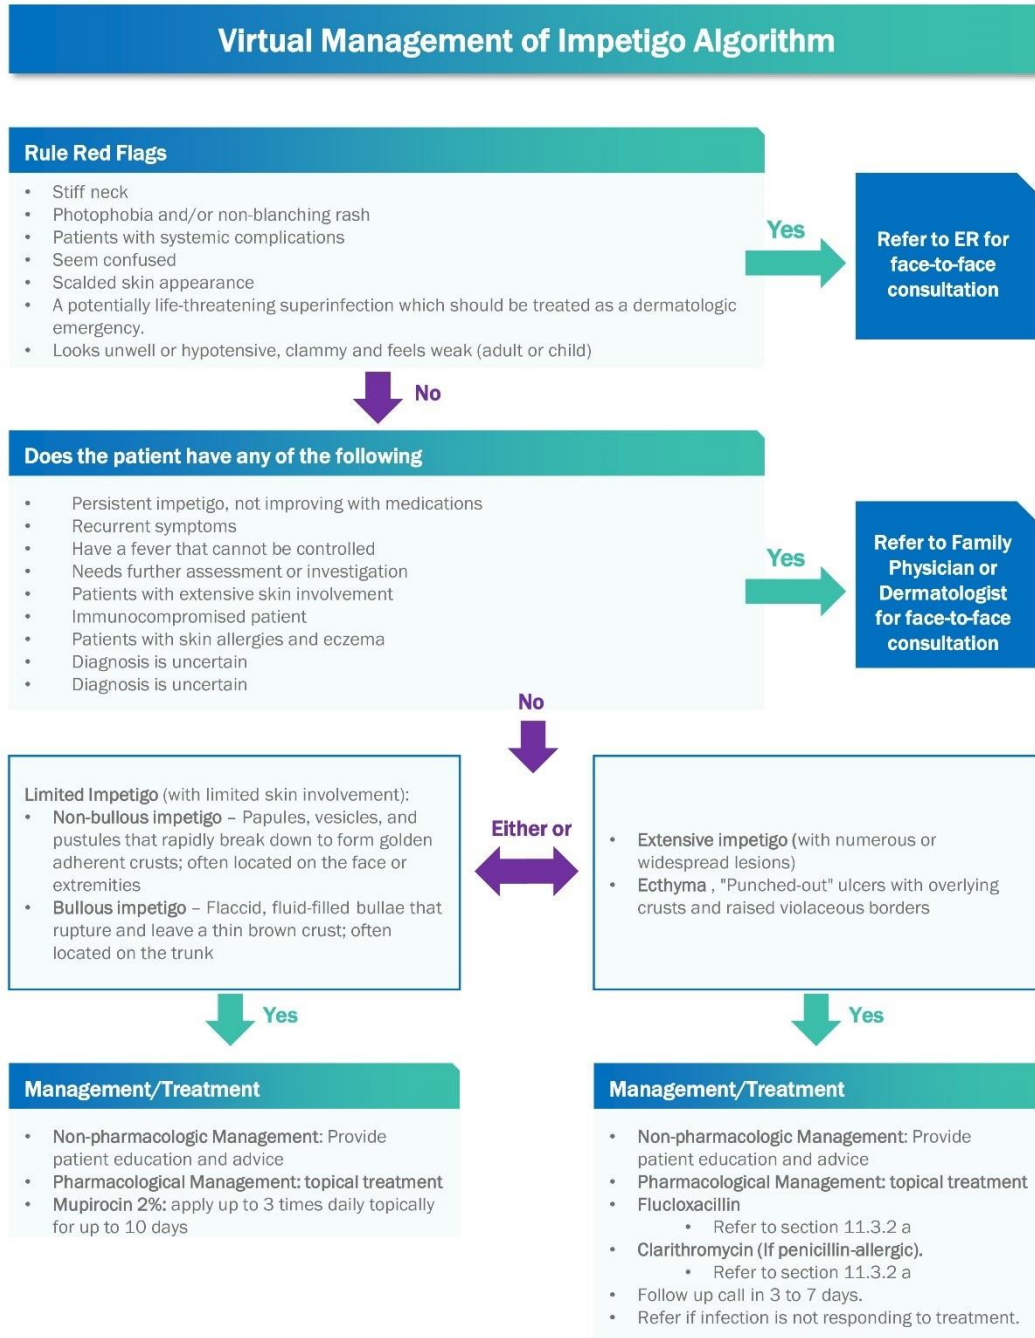 Virtual Management of Impetigo Algorithm
Rule Red Flags
• Stiff neck
• Photophobia and/or non-blanching rash
• Patients with systemic complications
• Seem confused
• Scalded skin appearance
• A potentially life-threatening superinfection which should be treated as a dermatologic
emergency.
• Looks unwell or hypotensive, clammy and feels weak (adult or child)
Yes
Refer to ER for
face-to-face
consultation
No
Does the patient have any of the following
• Persistent impetigo, not improving with medications
• Recurrent symptoms
• Have a fever that cannot be controlled
• Needs further assessment or investigation
• Patients with extensive skin involvement
• Immunocompromised patient
• Patients with skin allergies and eczema
• Diagnosis is uncertain
• Diagnosis is uncertain
Yes
Refer to Family
Physician or
Dermatologist
for face-to-face
consultation
No
Limited Impetigo (with limited skin involvement):
• Non-bullous impetigo – Papules, vesicles, and
pustules that rapidly break down to form golden
adherent crusts; often located on the face or
extremities
• Bullous impetigo – Flaccid, fluid-filled bullae that
rupture and leave a thin brown crust; often
located on the trunk
Either or
• Extensive impetigo (with numerous or
widespread lesions)
• Ecthyma , "Punched-out" ulcers with overlying
crusts and raised violaceous borders
Yes
Yes
Management/Treatment
• Non-pharmacologic Management: Provide
patient education and advice
• Pharmacological Management: topical treatment
• Mupirocin 2%: apply up to 3 times daily topically
for up to 10 days
Management/Treatment
• Non-pharmacologic Management: Provide
patient education and advice
• Pharmacological Management: topical treatment
• Flucloxacillin
• Refer to section 11.3.2 a
• Clarithromycin (If penicillin-allergic).
• Refer to section 11.3.2 a
• Follow up call in 3 to 7 days.
• Refer if infection is not responding to treatment.